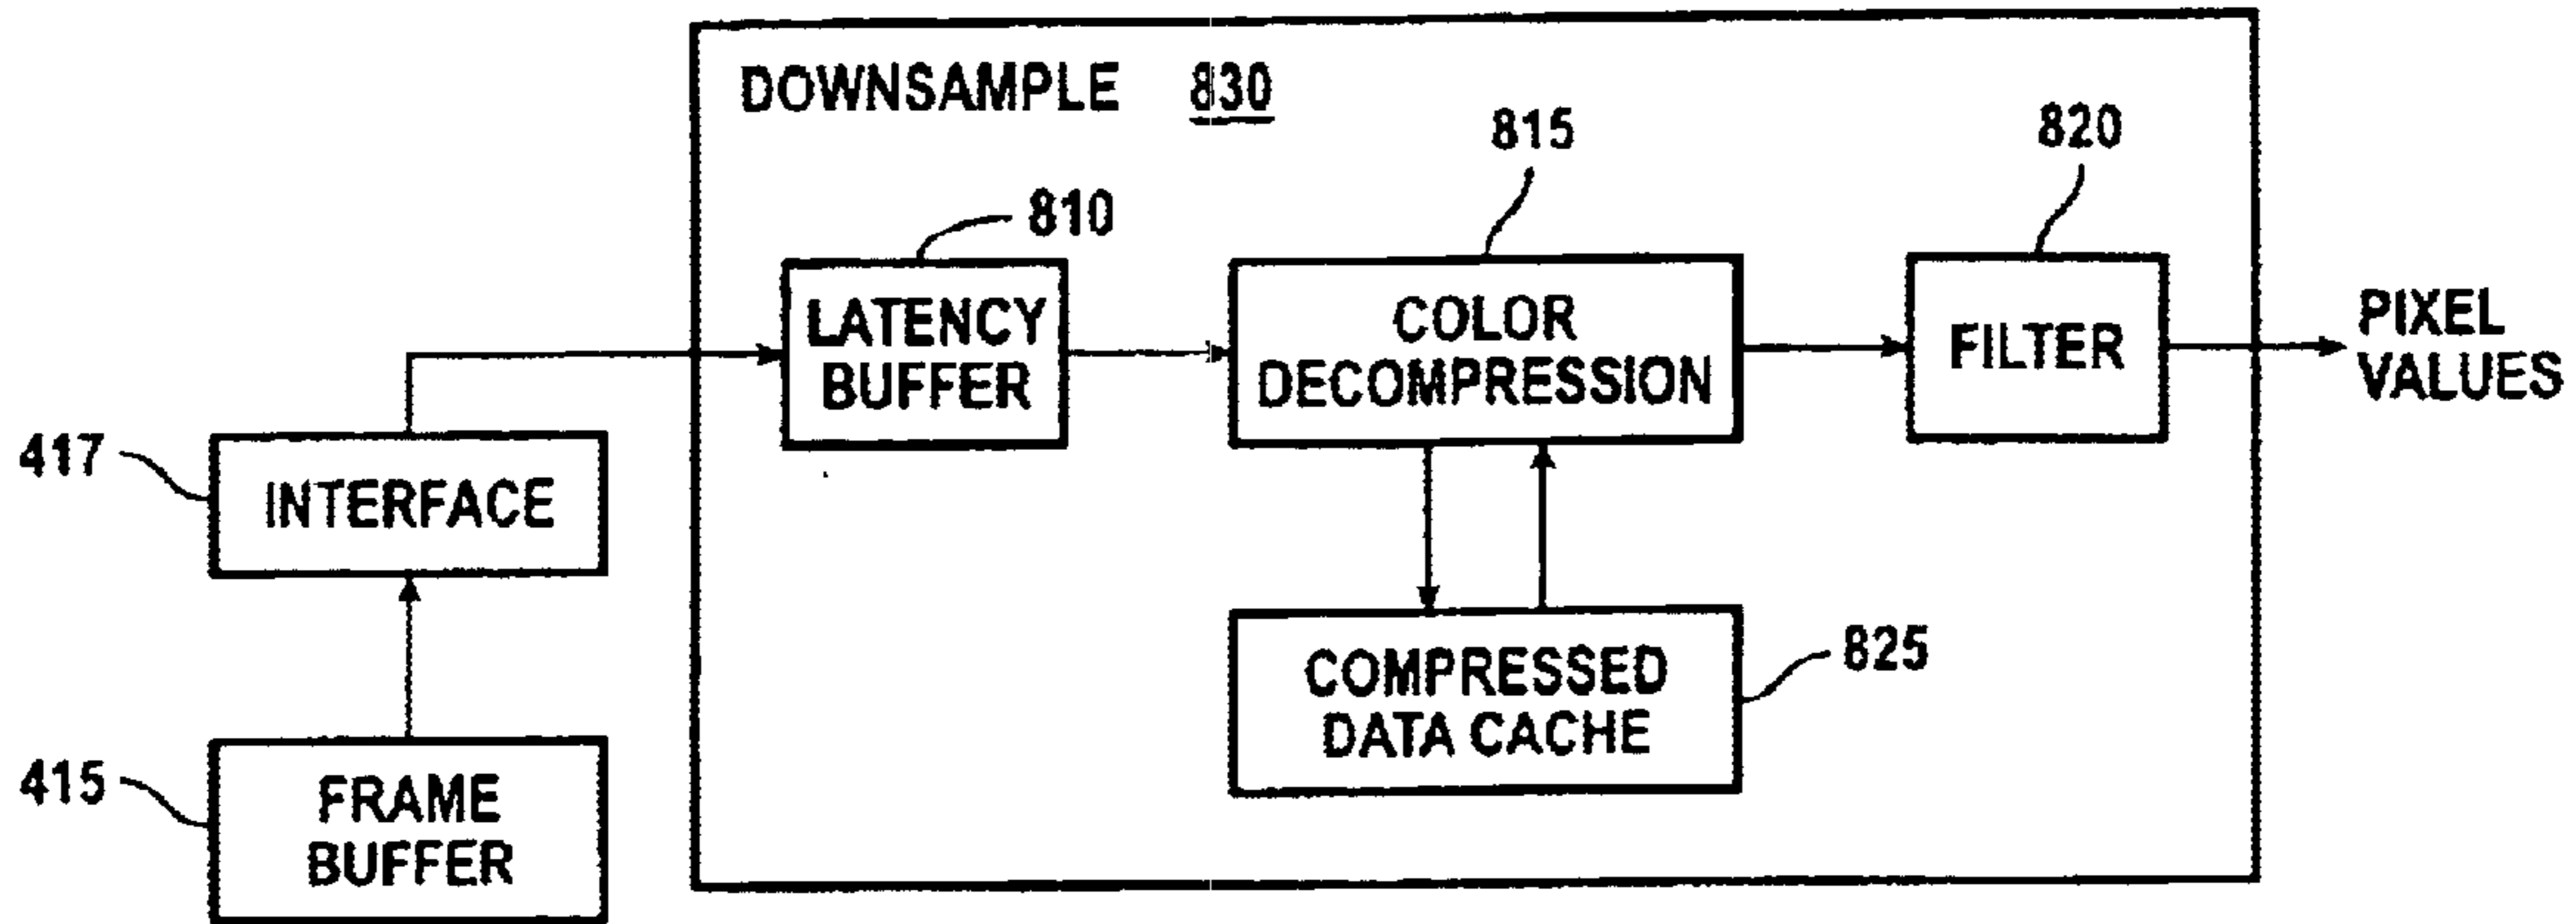 DOWNSAMPLE 830
815
820
810
LATENCY
BUFFER
COLOR
DECOMPRESSION
FILTER
PIXEL
VALUES
417
INTERFACE
COMPRESSED
DATA CACHE
825
415
FRAME
BUFFER